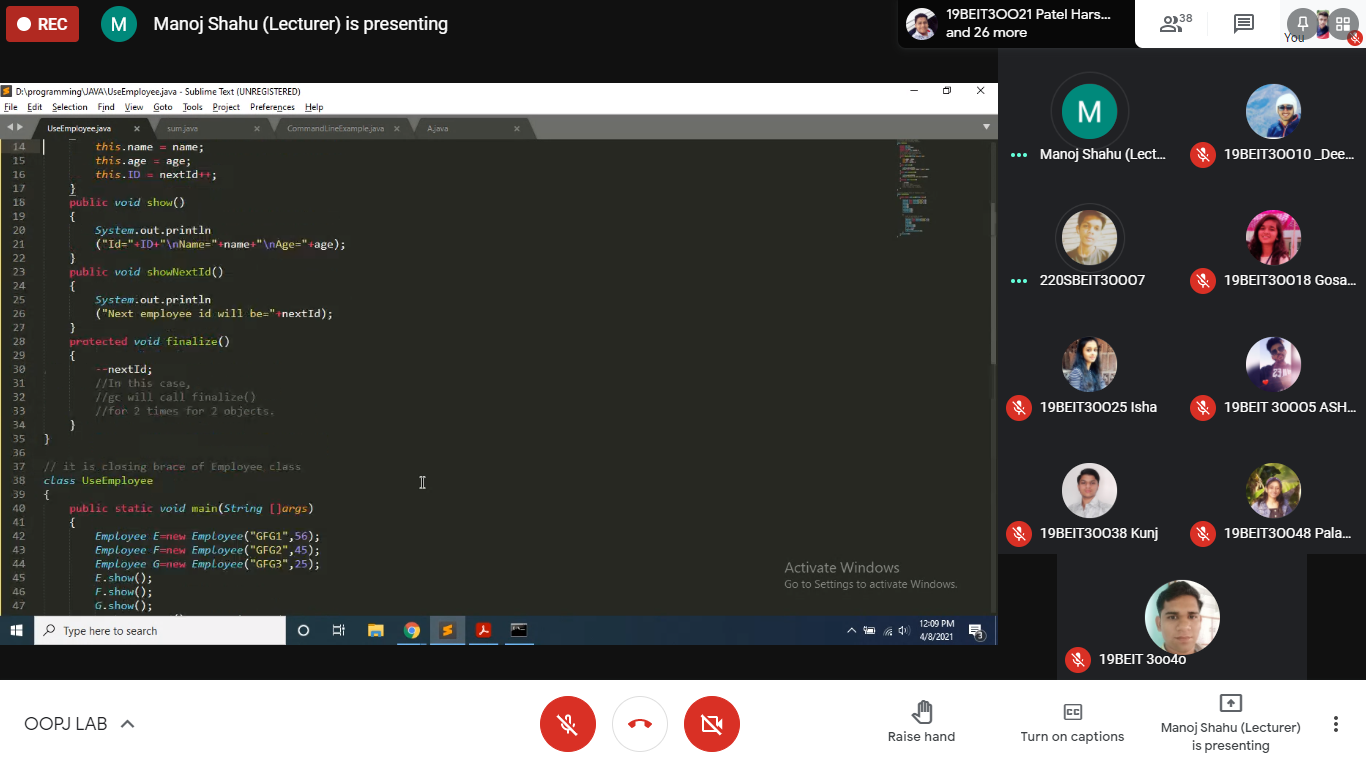 REC
M
Manoj Shahu (Lecturer) is presenting
19BEIT3OO21 Patel Hars...
and 26 more
38
You
D:\programming\JAVA\UseEmployee.java - Sublime Text (UNREGISTERED)
File Edit Selection Find View Goto Tools Project Preferences Help
UseEmployee.java
sum.java
CommandLineExample.java
A.java
14 this.name = name;
15 this.age = age;
16 this.ID = nextId++;
17 }
18 public void show()
19 {
20 System.out.println
21 ("Id="+ID+"\nName="+name+"\nAge="+age);
22 }
23 public void showNextId()
24 {
25 System.out.println
26 ("Next employee id will be="+nextId);
27 }
28 protected void finalize()
29 {
30 --nextId;
31 //In this case,
32 //gc will call finalize()
33 //for 2 times for 2 objects.
34 }
35 }
36
37 // it is closing brace of Employee class
38 class UseEmployee
39 {
40 public static void main(String []args)
41 {
42 Employee E=new Employee("GFG1",56);
43 Employee F=new Employee("GFG2",45);
44 Employee G=new Employee("GFG3",25);
45 E.show();
46 F.show();
47 G.show();
Activate Windows
Go to Settings to activate Windows.
Type here to search
12:09 PM
4/8/2021
3
M
Manoj Shahu (Lect...
19BEIT3OO10 _Dee...
220SBEIT3OOO7
19BEIT3OO18 Gosa...
19BEIT3OO25 Isha
19BEIT 3OOO5 ASH...
19BEIT3OO38 Kunj
19BEIT3OO48 Pala...
19BEIT 3oo4o
OOPJ LAB
Raise hand
CC
Turn on captions
Manoj Shahu (Lecturer)
is presenting